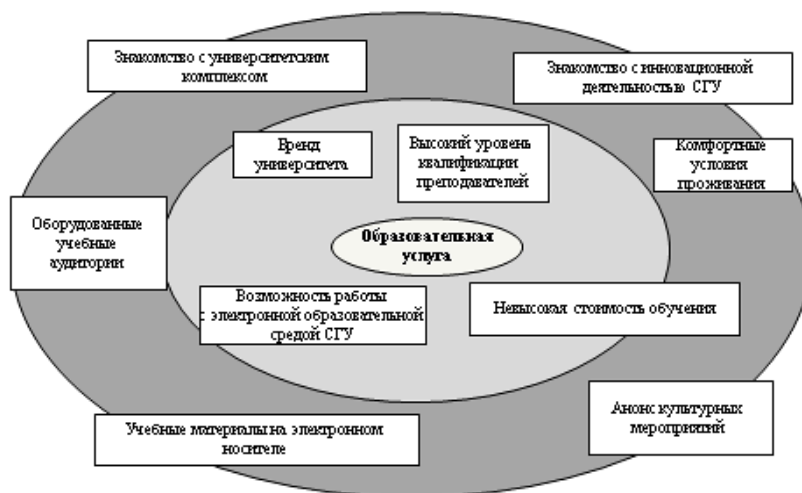 Знакомство с университетским
комплексом
Знакомство с инновационной
деятельностью СГУ
Бренд
университета
Высокий уровень
квалификации
преподавателей
Комфортные
условия
проживания
Оборудованные
учебные
аудитории
Образовательная
услуга
Возможность работы
с электронной образовательной
средой СГУ
Невысокая стоимость обучения
Учебные материалы на электронном
носителе
Анонс культурных
мероприятий